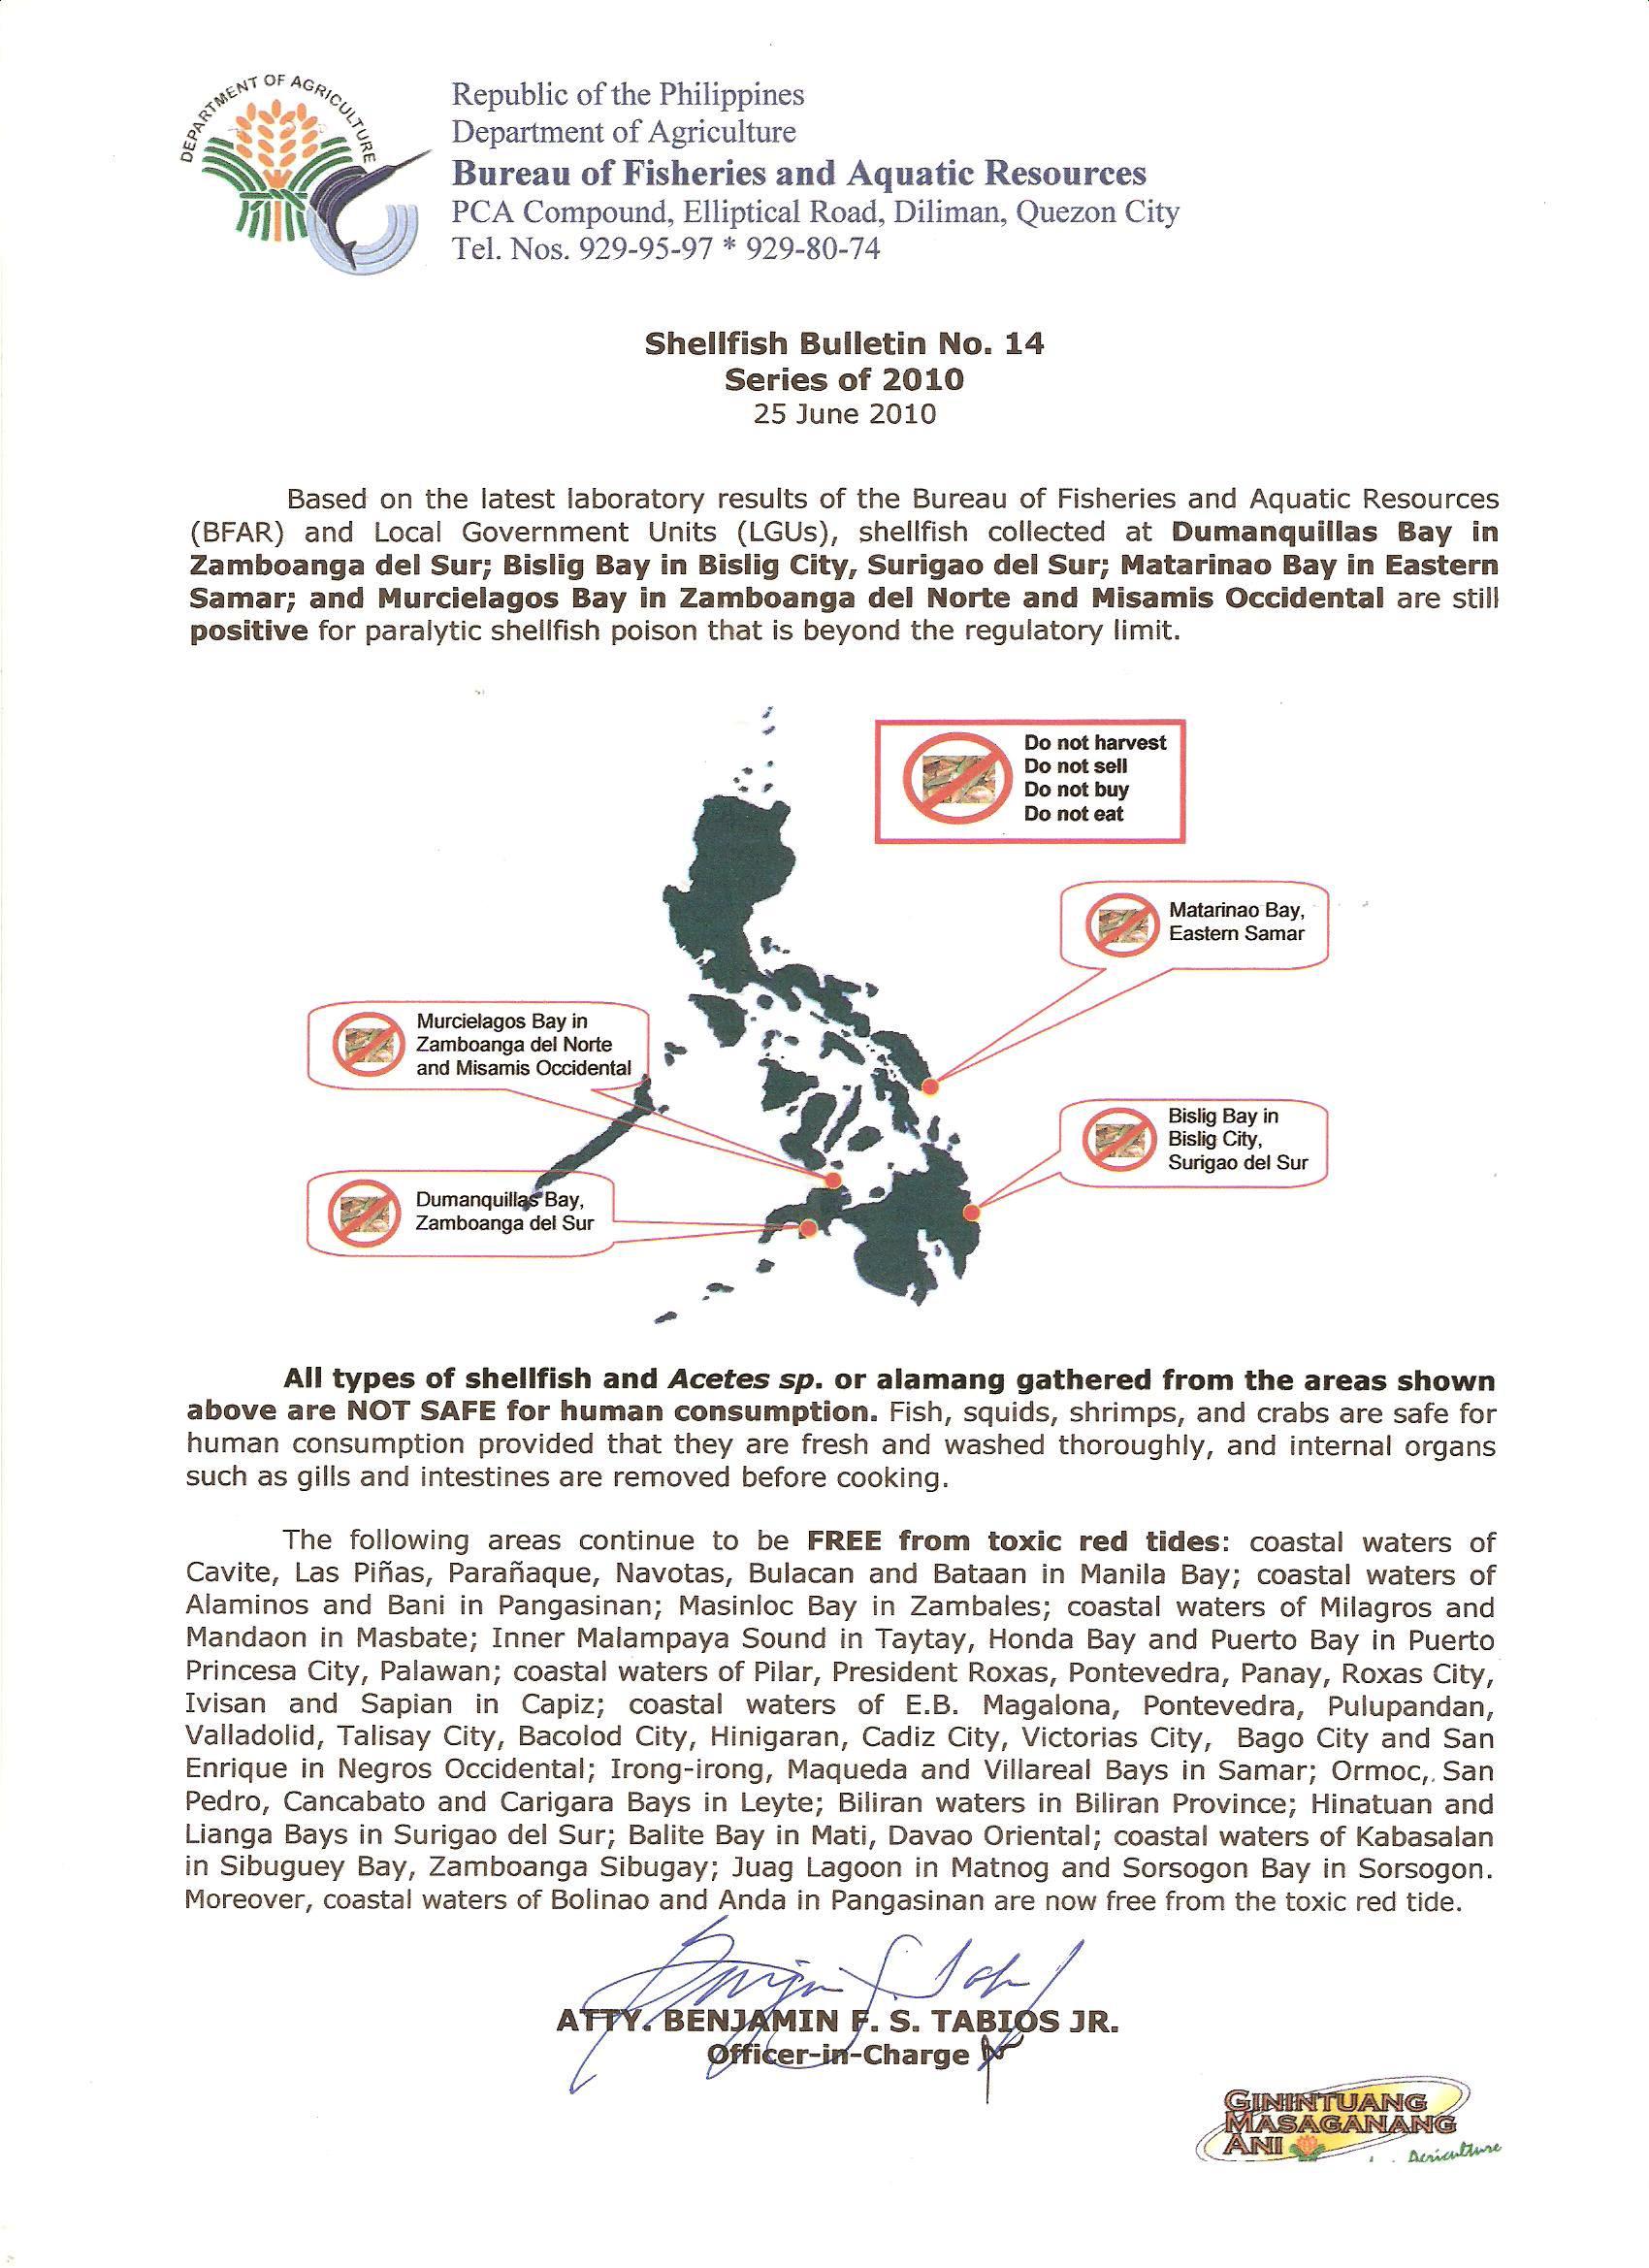 DEPARTMENT OF AGRICULTURE
Republic of the Philippines
Department of Agriculture
Bureau of Fisheries and Aquatic Resources
PCA Compound, Elliptical Road, Diliman, Quezon City
Tel. Nos. 929-95-97 * 929-80-74
Shellfish Bulletin No. 14
Series of 2010
25 June 2010
Based on the latest laboratory results of the Bureau of Fisheries and Aquatic Resources
(BFAR) and Local Government Units (LGUs), shellfish collected at Dumanquillas Bay in
Zamboanga del Sur; Bislig Bay in Bislig City, Surigao del Sur; Matarinao Bay in Eastern
Samar; and Murcielagos Bay in Zamboanga del Norte and Misamis Occidental are still
positive for paralytic shellfish poison that is beyond the regulatory limit.
Do not harvest
Do not sell
Do not buy
Do not eat
Matarinao Bay,
Eastern Samar
Murcielagos Bay in
Zamboanga del Norte
and Misamis Occidental
Bislig Bay in
Bislig City,
Surigao del Sur
Dumanquillas Bay,
Zamboanga del Sur
All types of shellfish and Acetes sp. or alamang gathered from the areas shown
above are NOT SAFE for human consumption. Fish, squids, shrimps, and crabs are safe for
human consumption provided that they are fresh and washed thoroughly, and internal organs
such as gills and intestines are removed before cooking.
The following areas continue to be FREE from toxic red tides: coastal waters of
Cavite, Las Piñas, Parañaque, Navotas, Bulacan and Bataan in Manila Bay; coastal waters of
Alaminos and Bani in Pangasinan; Masinloc Bay in Zambales; coastal waters of Milagros and
Mandaon in Masbate; Inner Malampaya Sound in Taytay, Honda Bay and Puerto Bay in Puerto
Princesa City, Palawan; coastal waters of Pilar, President Roxas, Pontevedra, Panay, Roxas City,
Ivisan and Sapian in Capiz; coastal waters of E.B. Magalona, Pontevedra, Pulupandan,
Valladolid, Talisay City, Bacolod City, Hinigaran, Cadiz City, Victorias City, Bago City and San
Enrique in Negros Occidental; Irong-irong, Maqueda and Villareal Bays in Samar; Ormoc, San
Pedro, Cancabato and Carigara Bays in Leyte; Biliran waters in Biliran Province; Hinatuan and
Lianga Bays in Surigao del Sur; Balite Bay in Mati, Davao Oriental; coastal waters of Kabasalan
in Sibuguey Bay, Zamboanga Sibugay; Juag Lagoon in Matnog and Sorsogon Bay in Sorsogon.
Moreover, coastal waters of Bolinao and Anda in Pangasinan are now free from the toxic red tide.
ATTY. BENJAMIN F. S. TABIOS JR.
Officer-in-Charge
GININTUANG
MASAGANANG
ANI
Agriculture